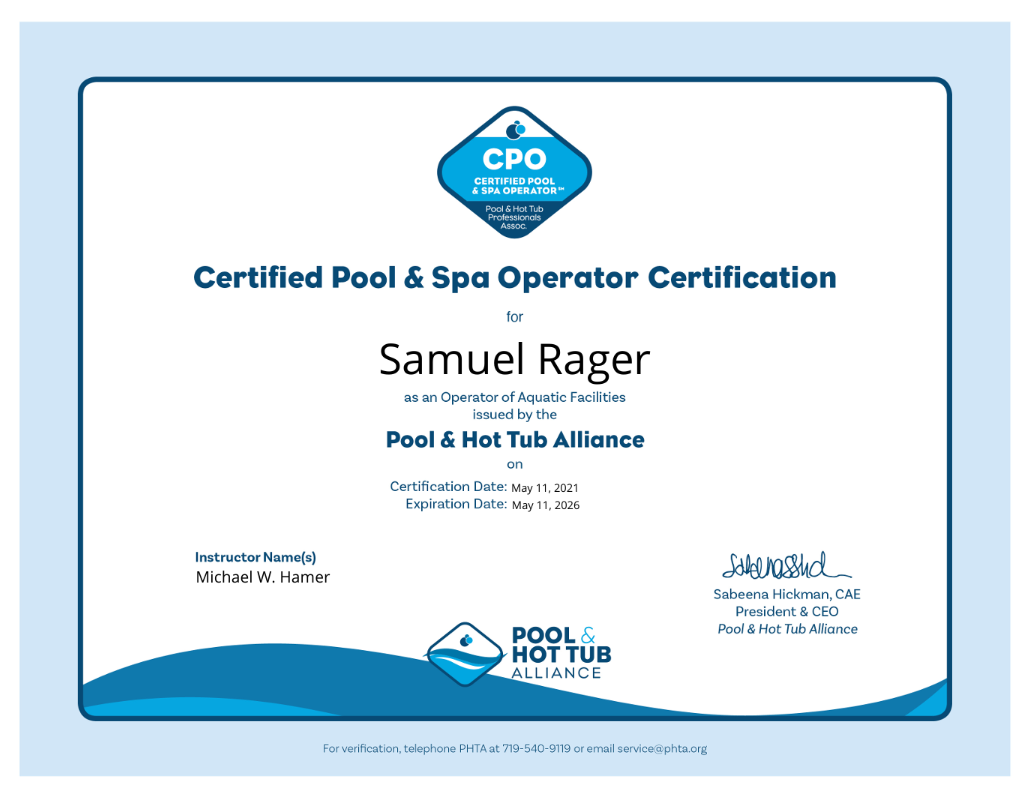 CPO
CERTIFIED POOL
& SPA OPERATOR℠
Pool & Hot Tub
Professionals
Assoc.
Certified Pool & Spa Operator Certification
for
Samuel Rager
as an Operator of Aquatic Facilities
issued by the
Pool & Hot Tub Alliance
on
Certification Date: May 11, 2021
Expiration Date: May 11, 2026
Instructor Name(s)
Michael W. Hamer
Sabeena Hickman, CAE
President & CEO
Pool & Hot Tub Alliance
POOL &
HOT TUB
ALLIANCE
For verification, telephone PHTA at 719-540-9119 or email service@phta.org